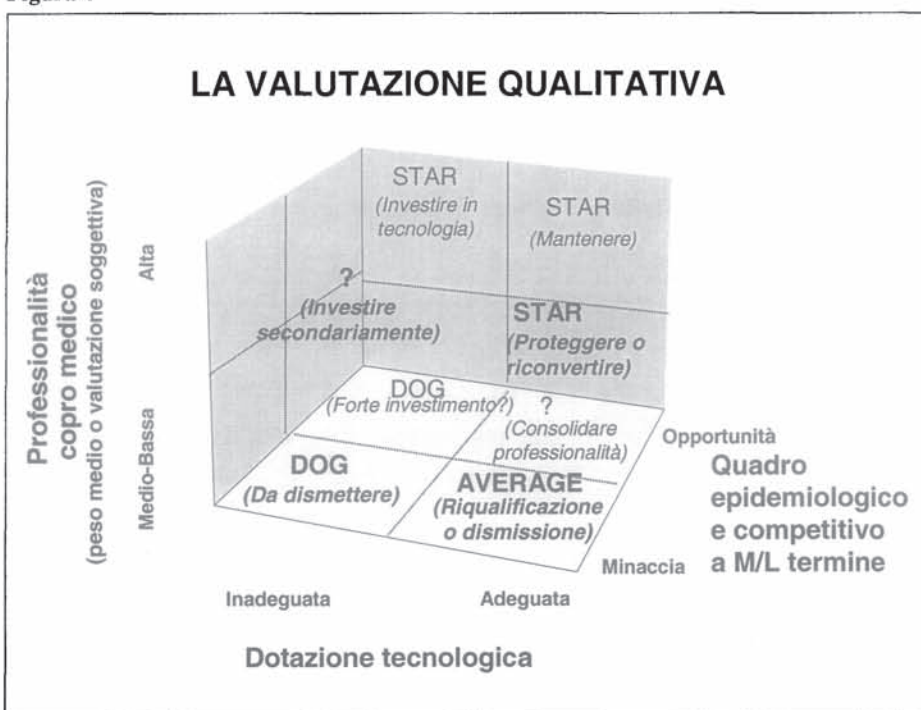 LA VALUTAZIONE QUALITATIVA
Professionalità
copro medico
(peso medio o valutazione soggettiva)
Alta
Medio-Bassa
STAR
(Investire in
tecnologia)
STAR
(Mantenere)
?
(Investire
secondariamente)
STAR
(Proteggere o
riconvertire)
DOG
(Forte investimento?)
?
(Consolidare
professionalità)
DOG
(Da dismettere)
AVERAGE
(Riqualificazione
o dismissione)
Opportunità
Minaccia
Quadro
epidemiologico
e competitivo
a M/L termine
Inadeguata
Adeguata
Dotazione tecnologica